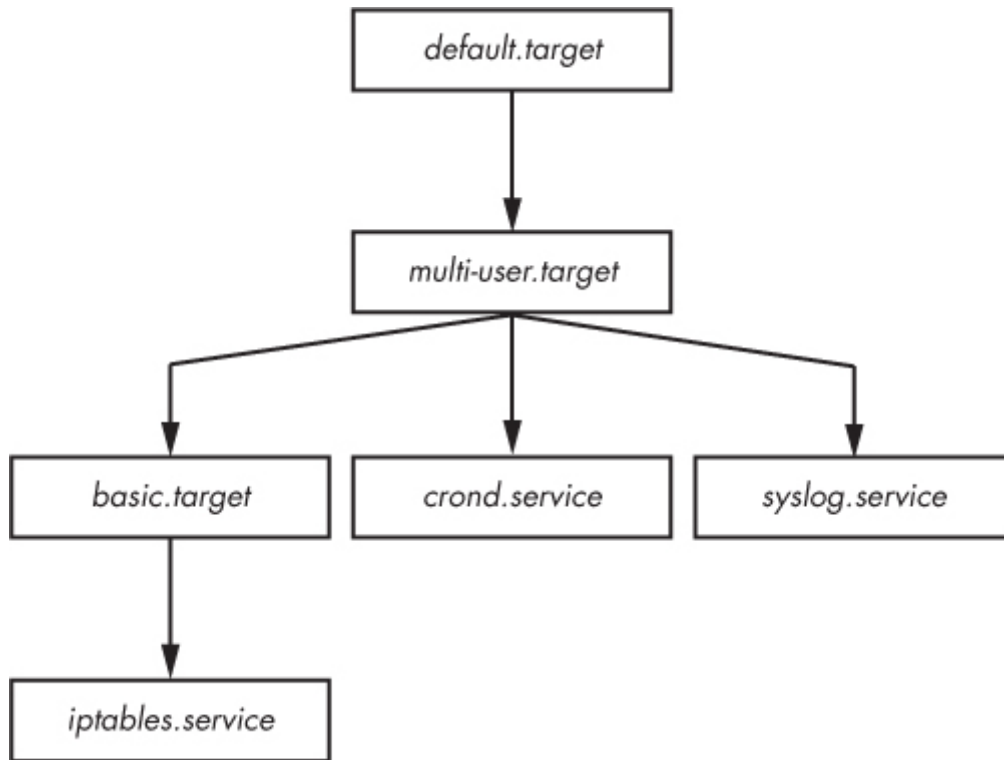 default.target
multi-user.target
basic.target
crond.service
syslog.service
iptables.service